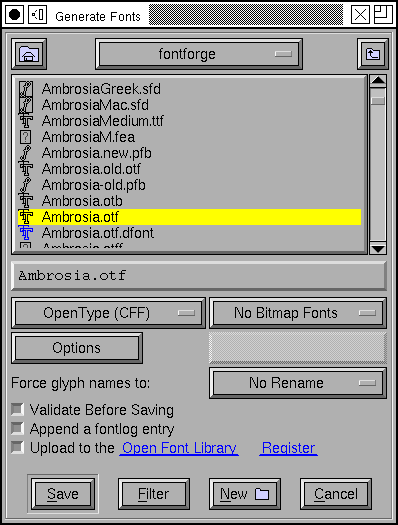 Generate Fonts
fontforge
AmbrosiaGreek.sfd
AmbrosiaMac.sfd
AmbrosiaMedium.ttf
AmbrosiaM.fea
Ambrosia.new.pfb
Ambrosia.old.otf
Ambrosia-old.pfb
Ambrosia.otb
Ambrosia.otf
Ambrosia.otf.dfont
Ambrosia.otff
Ambrosia.otf
OpenType (CFF) No Bitmap Fonts
Options
Force glyph names to: No Rename
Validate Before Saving
Append a fontlog entry
Upload to the Open Font Library Register
Save Filter New Cancel